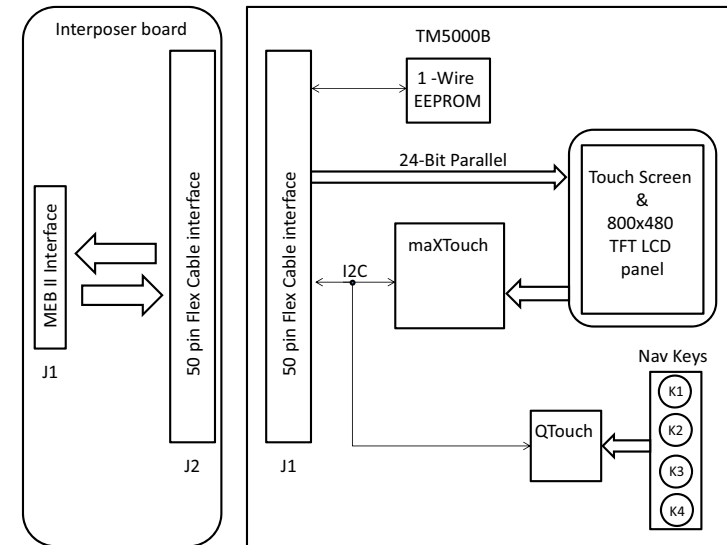 Interposer board
MEB II Interface
J1
50 pin Flex Cable interface
J2
TM5000B
50 pin Flex Cable interface
J1
1 -Wire
EEPROM
24-Bit Parallel
Touch Screen
&
800x480
TFT LCD
panel
maXTouch
I2C
Nav Keys
K1
K2
K3
K4
QTouch